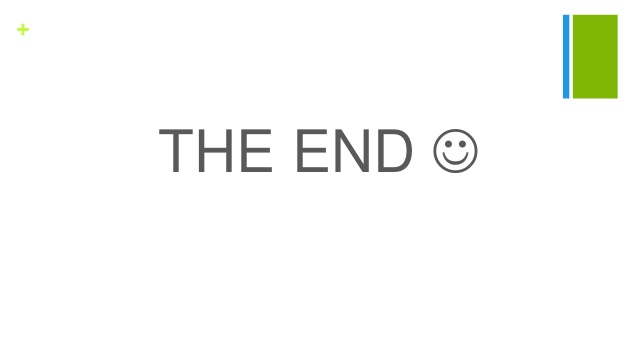 +
THE END ☺